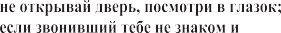 не открывай дверь, посмотри в глазок;
если звонивший тебе не знаком и